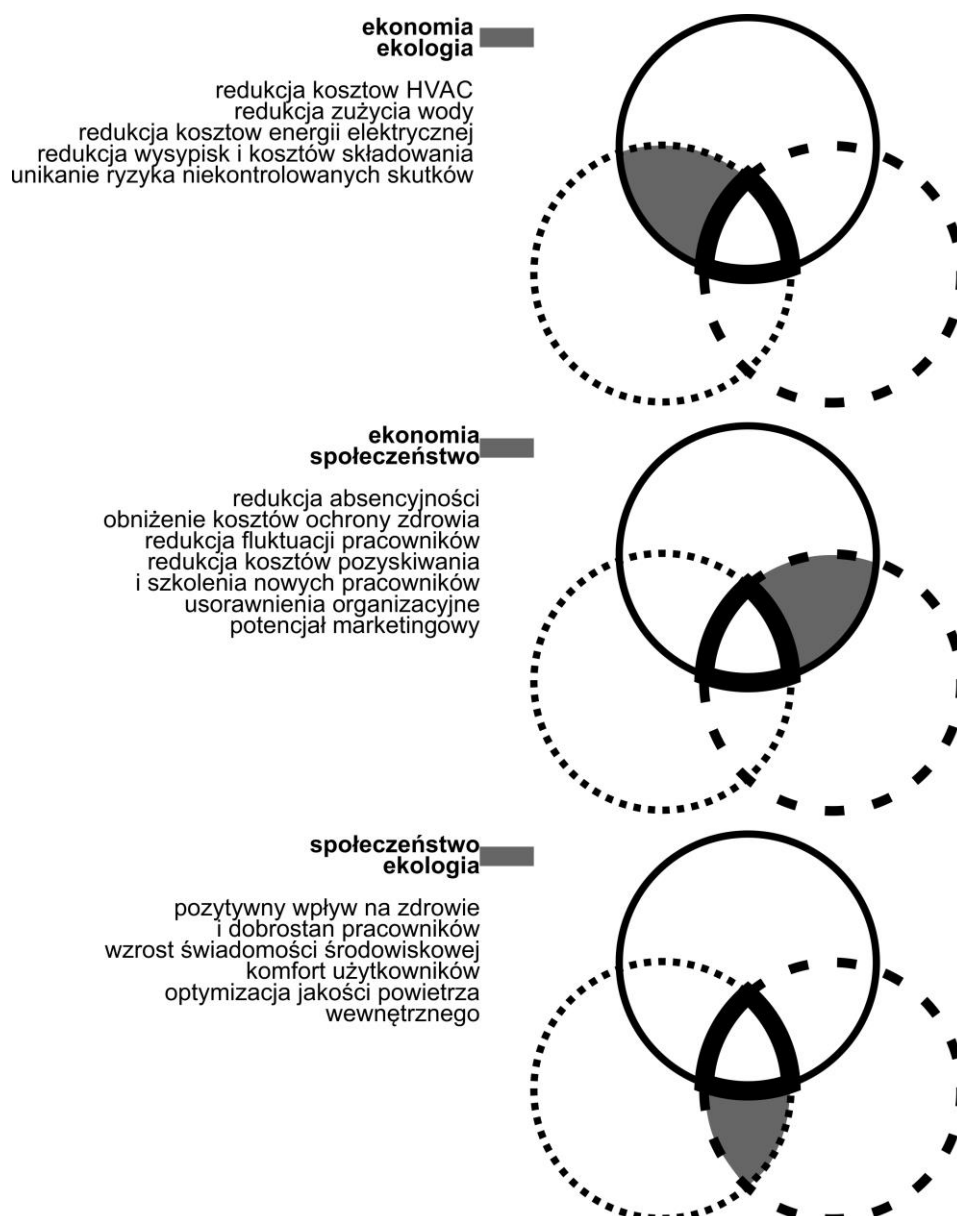 ekonomia
ekologia
redukcja kosztow HVAC
redukcja zużycia wody
redukcja kosztow energii elektrycznej
redukcja wysypisk i kosztów składowania
unikanie ryzyka niekontrolowanych skutków
ekonomia
społeczeństwo
redukcja absencyjności
obniżenie kosztów ochrony zdrowia
redukcja fluktuacji pracowników
redukcja kosztów pozyskiwania
i szkolenia nowych pracowników
usorawnienia organizacyjne
potencjał marketingowy
społeczeństwo
ekologia
pozytywny wpływ na zdrowie
i dobrostan pracowników
wzrost świadomości środowiskowej
komfort użytkowników
optymizacja jakości powietrza
wewnętrznego